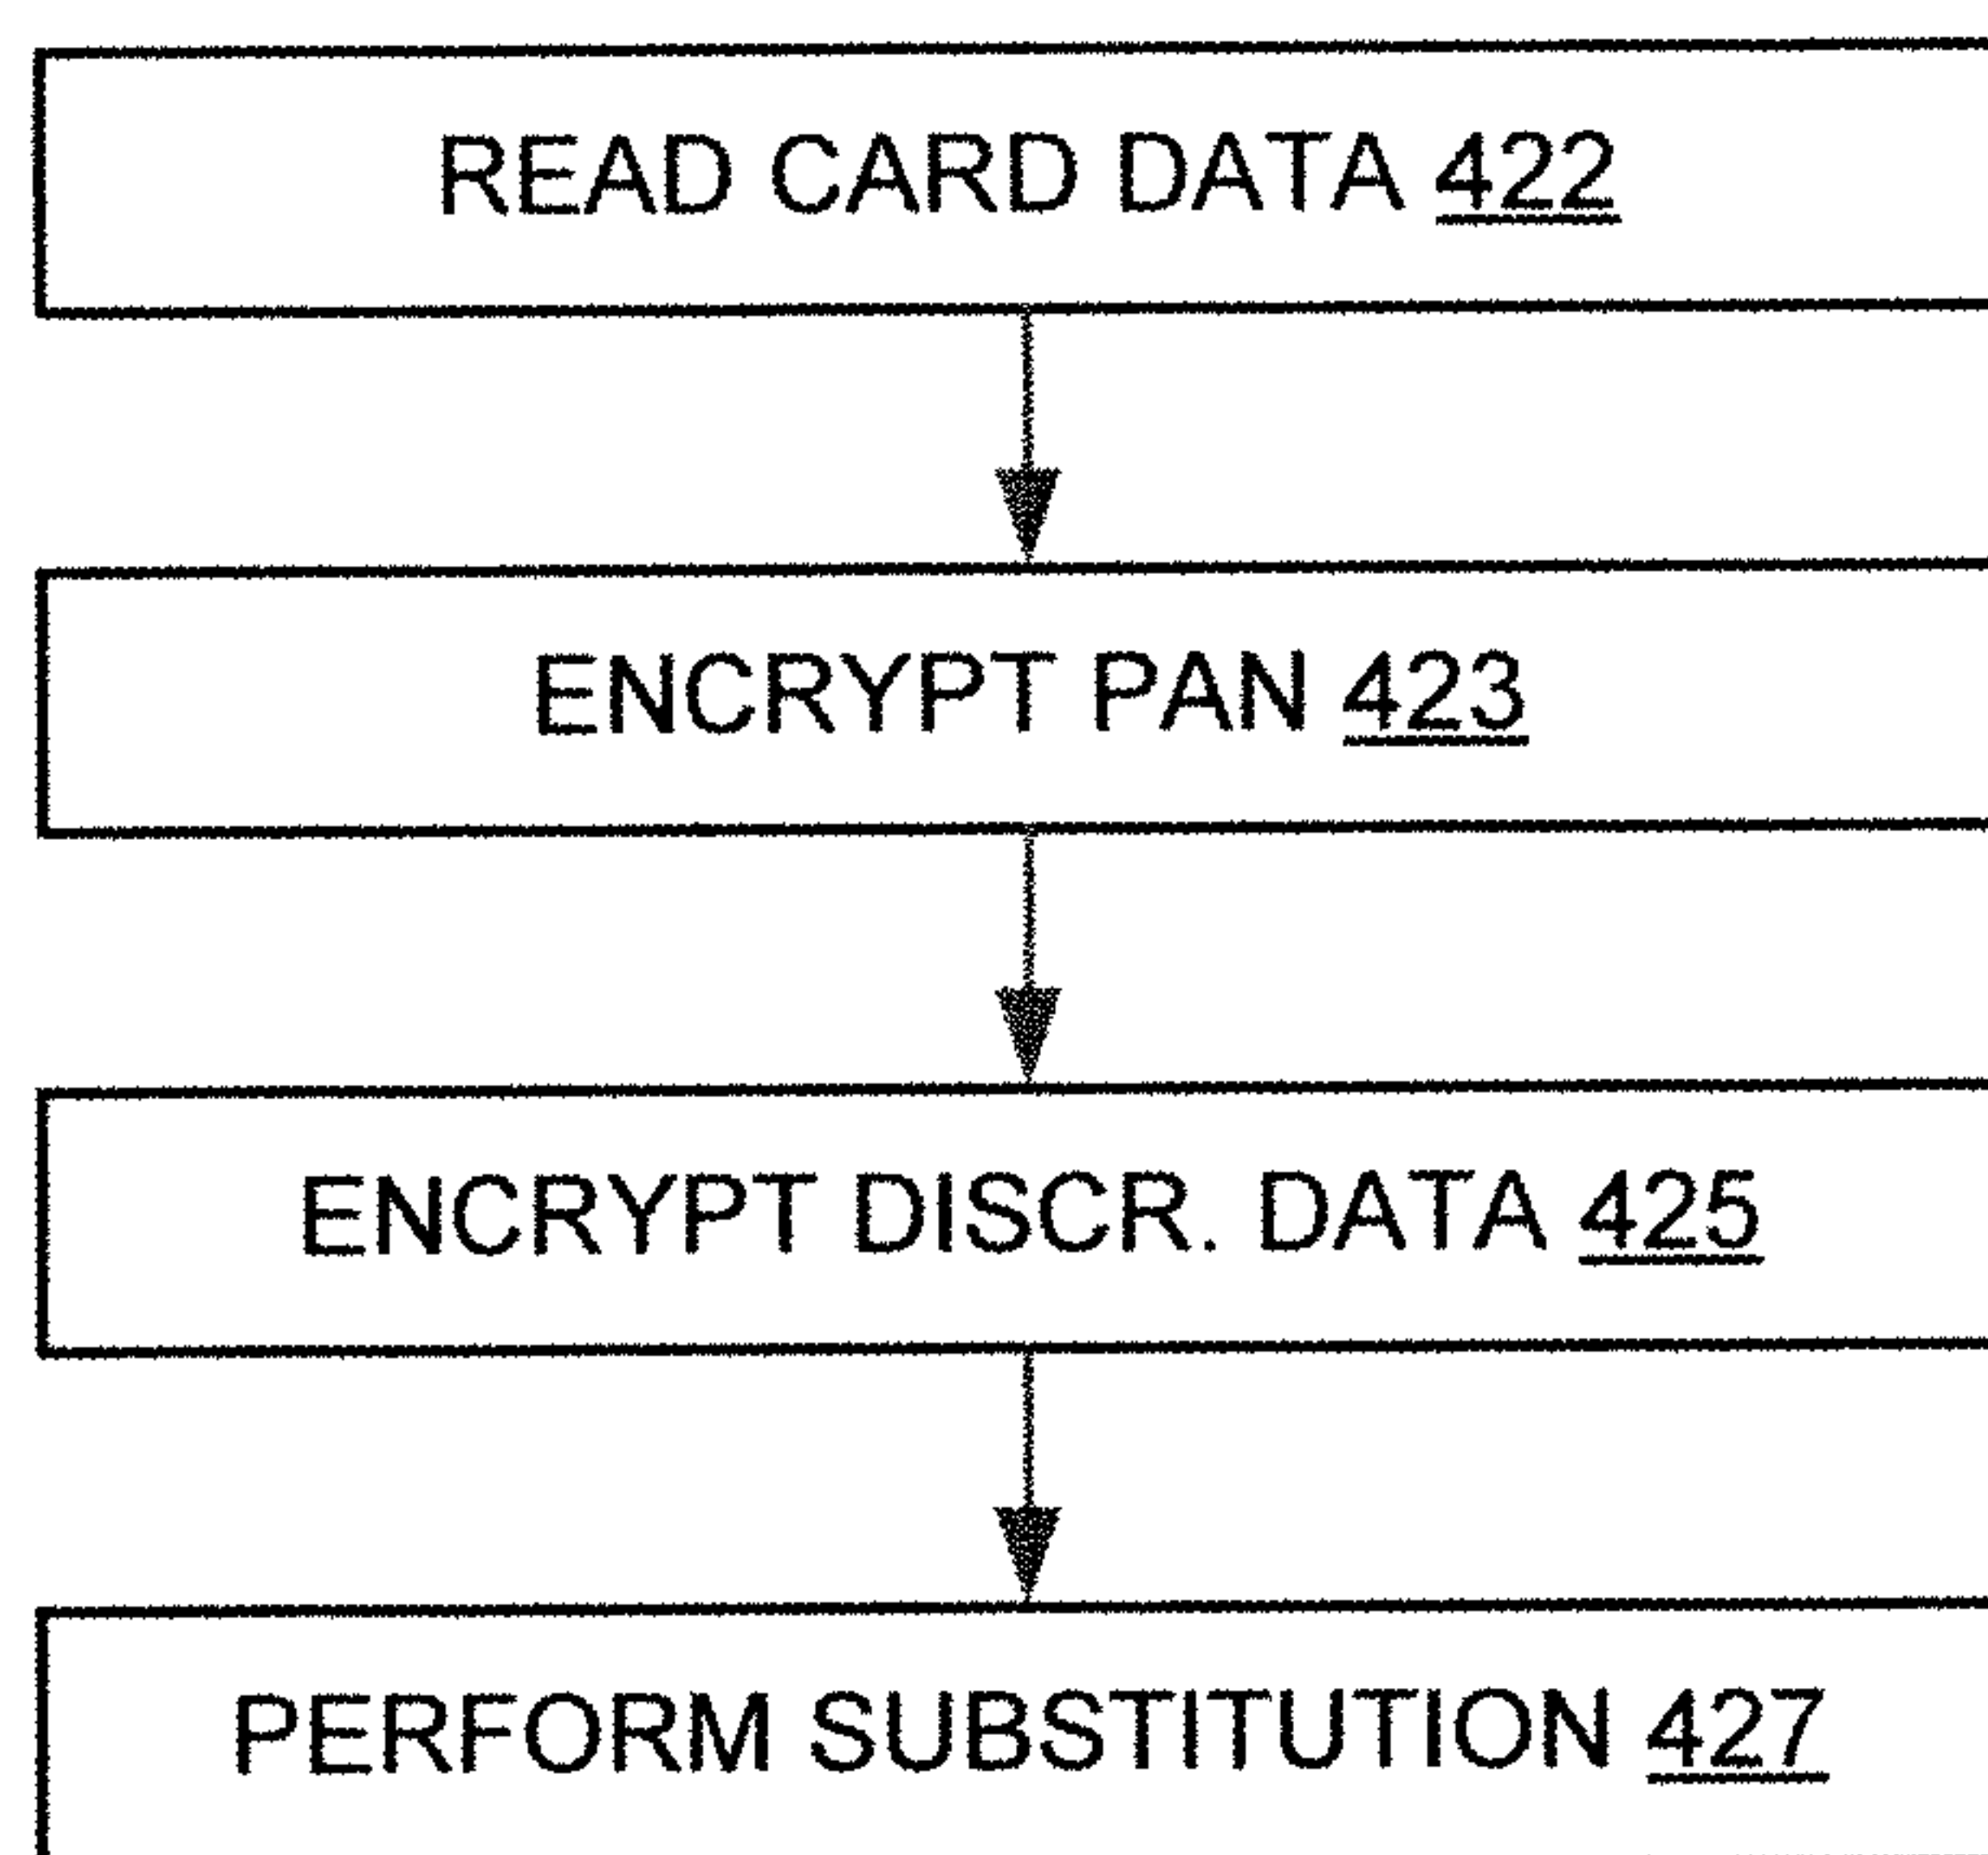 READ CARD DATA 422
ENCRYPT PAN 423
ENCRYPT DISCR. DATA 425
PERFORM SUBSTITUTION 427